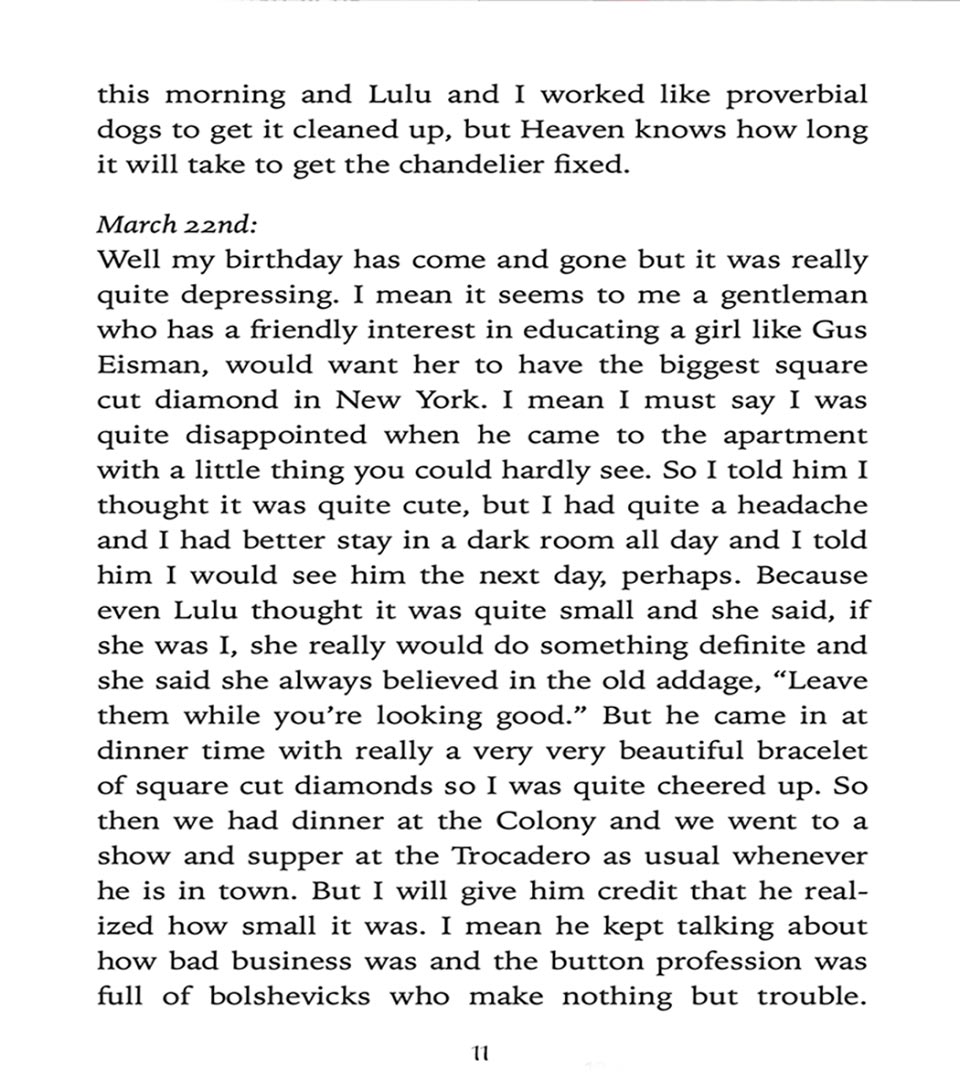 this morning and Lulu and I worked like proverbial
dogs to get it cleaned up, but Heaven knows how long
it will take to get the chandelier fixed.
March 22nd:
Well my birthday has come and gone but it was really
quite depressing. I mean it seems to me a gentleman
who has a friendly interest in educating a girl like Gus
Eisman, would want her to have the biggest square
cut diamond in New York. I mean I must say I was
quite disappointed when he came to the apartment
with a little thing you could hardly see. So I told him I
thought it was quite cute, but I had quite a headache
and I had better stay in a dark room all day and I told
him I would see him the next day, perhaps. Because
even Lulu thought it was quite small and she said, if
she was I, she really would do something definite and
she said she always believed in the old addage, “Leave
them while you’re looking good.” But he came in at
dinner time with really a very very beautiful bracelet
of square cut diamonds so I was quite cheered up. So
then we had dinner at the Colony and we went to a
show and supper at the Trocadero as usual whenever
he is in town. But I will give him credit that he real-
ized how small it was. I mean he kept talking about
how bad business was and the button profession was
full of bolshevicks who make nothing but trouble.
11